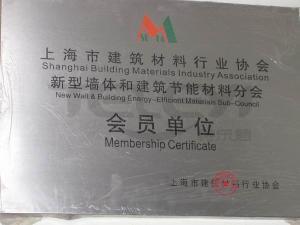 上海市建筑材料行业协会
Shanghai Building Materials Industry Association
新型墙体和建筑节能材料分会
New Wall & Building Energy-Efficient Materials Sub-Council
会员单位
Membership Certificate
上海市建筑材料行业协会